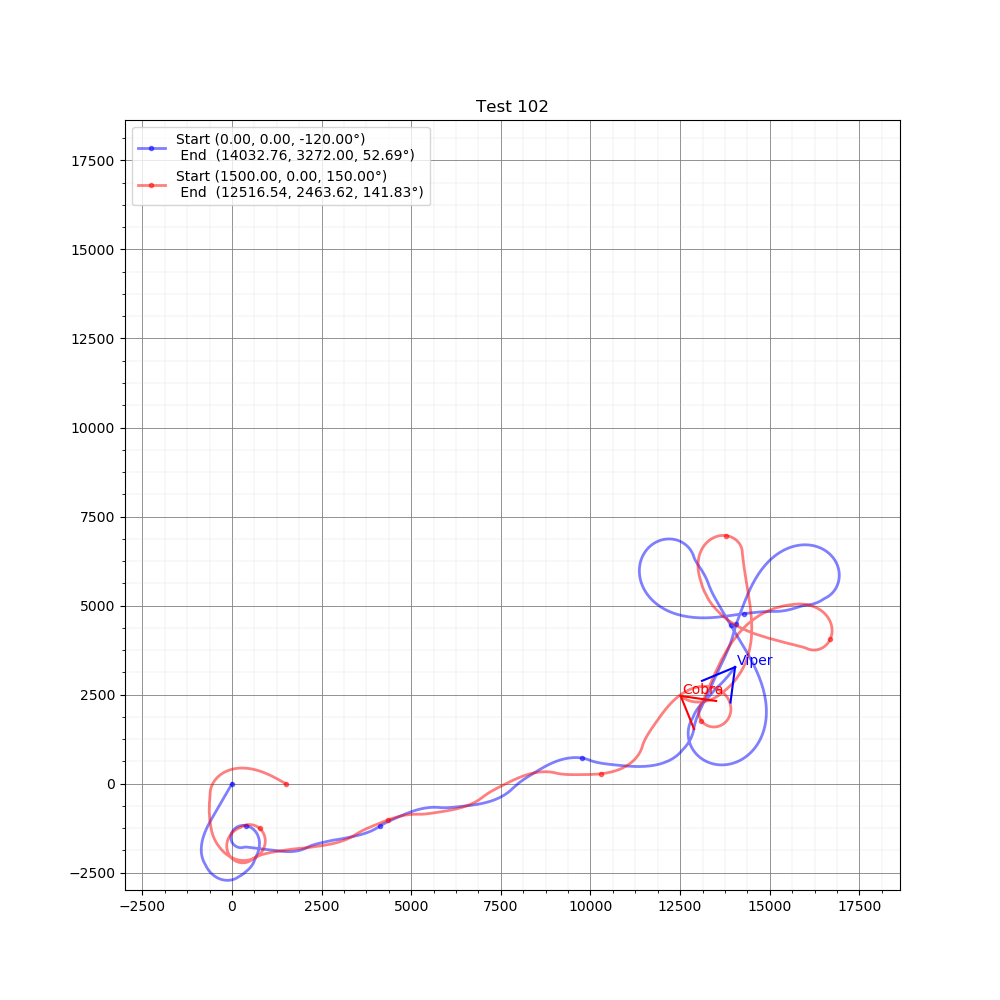 Test 102
Start (0.00, 0.00, -120.00°)
End  (14032.76, 3272.00, 52.69°)
Start (1500.00, 0.00, 150.00°)
End  (12516.54, 2463.62, 141.83°)
17500
15000
12500
10000
7500
5000
2500
0
−2500
Viper
Cobra
−2500 0 2500 5000 7500 10000 12500 15000 17500